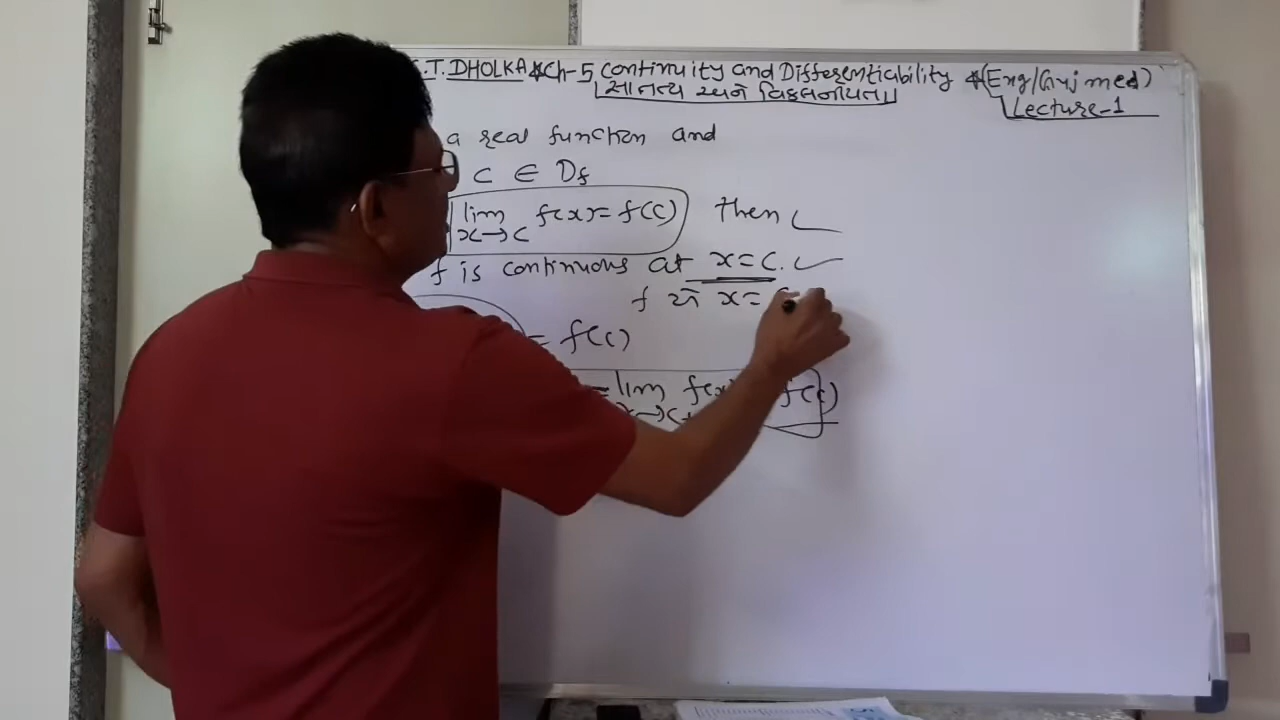 .T. DHOLKA * Ch-5 Continuity and Differentiability * (Eng/Guj med)
સાતત્ય અને વિકલનીયતા Lecture-1
a real function and
c ∈ Df
lim f(x) = f(c) then
x→c
f is continuous at x=c.
f એ x=
= f(c)
= lim f(x) f(c)
x→c+